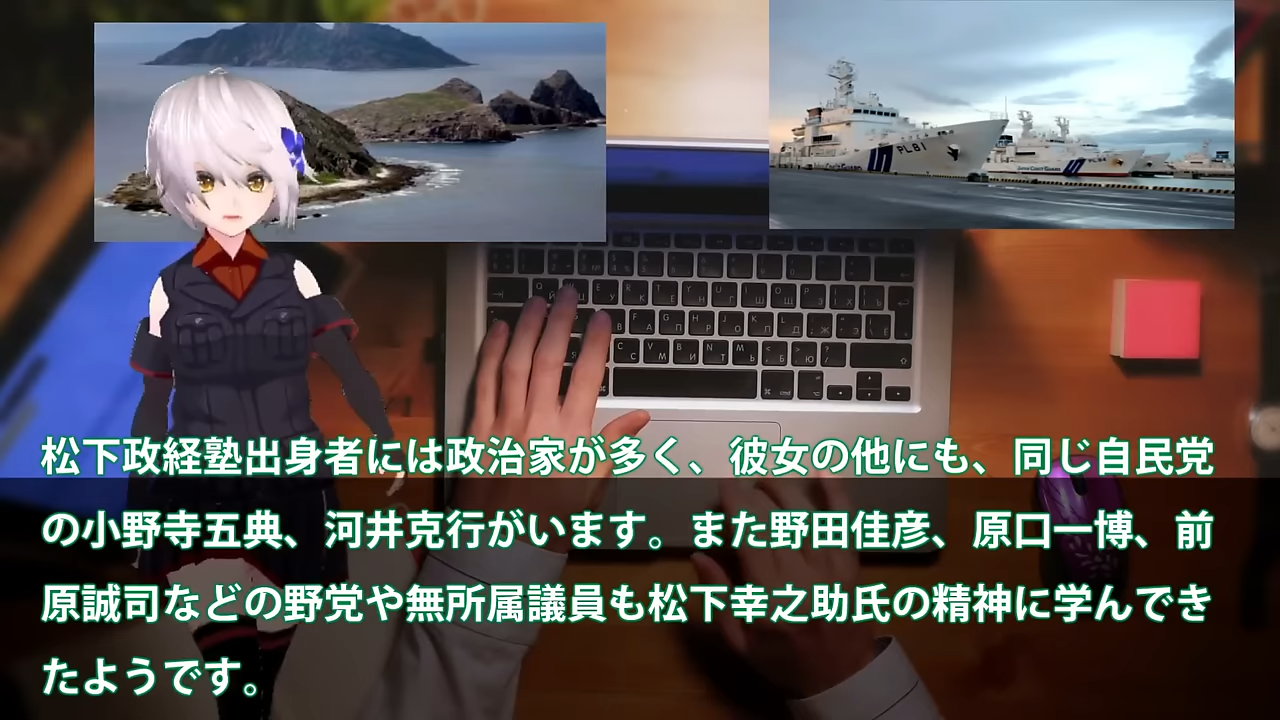 PL81
JAPAN COAST GUARD
松下政経塾出身者には政治家が多く、彼女の他にも、同じ自民党
の小野寺五典、河井克行がいます。また野田佳彦、原口一博、前
原誠司などの野党や無所属議員も松下幸之助氏の精神に学んでき
たようです。